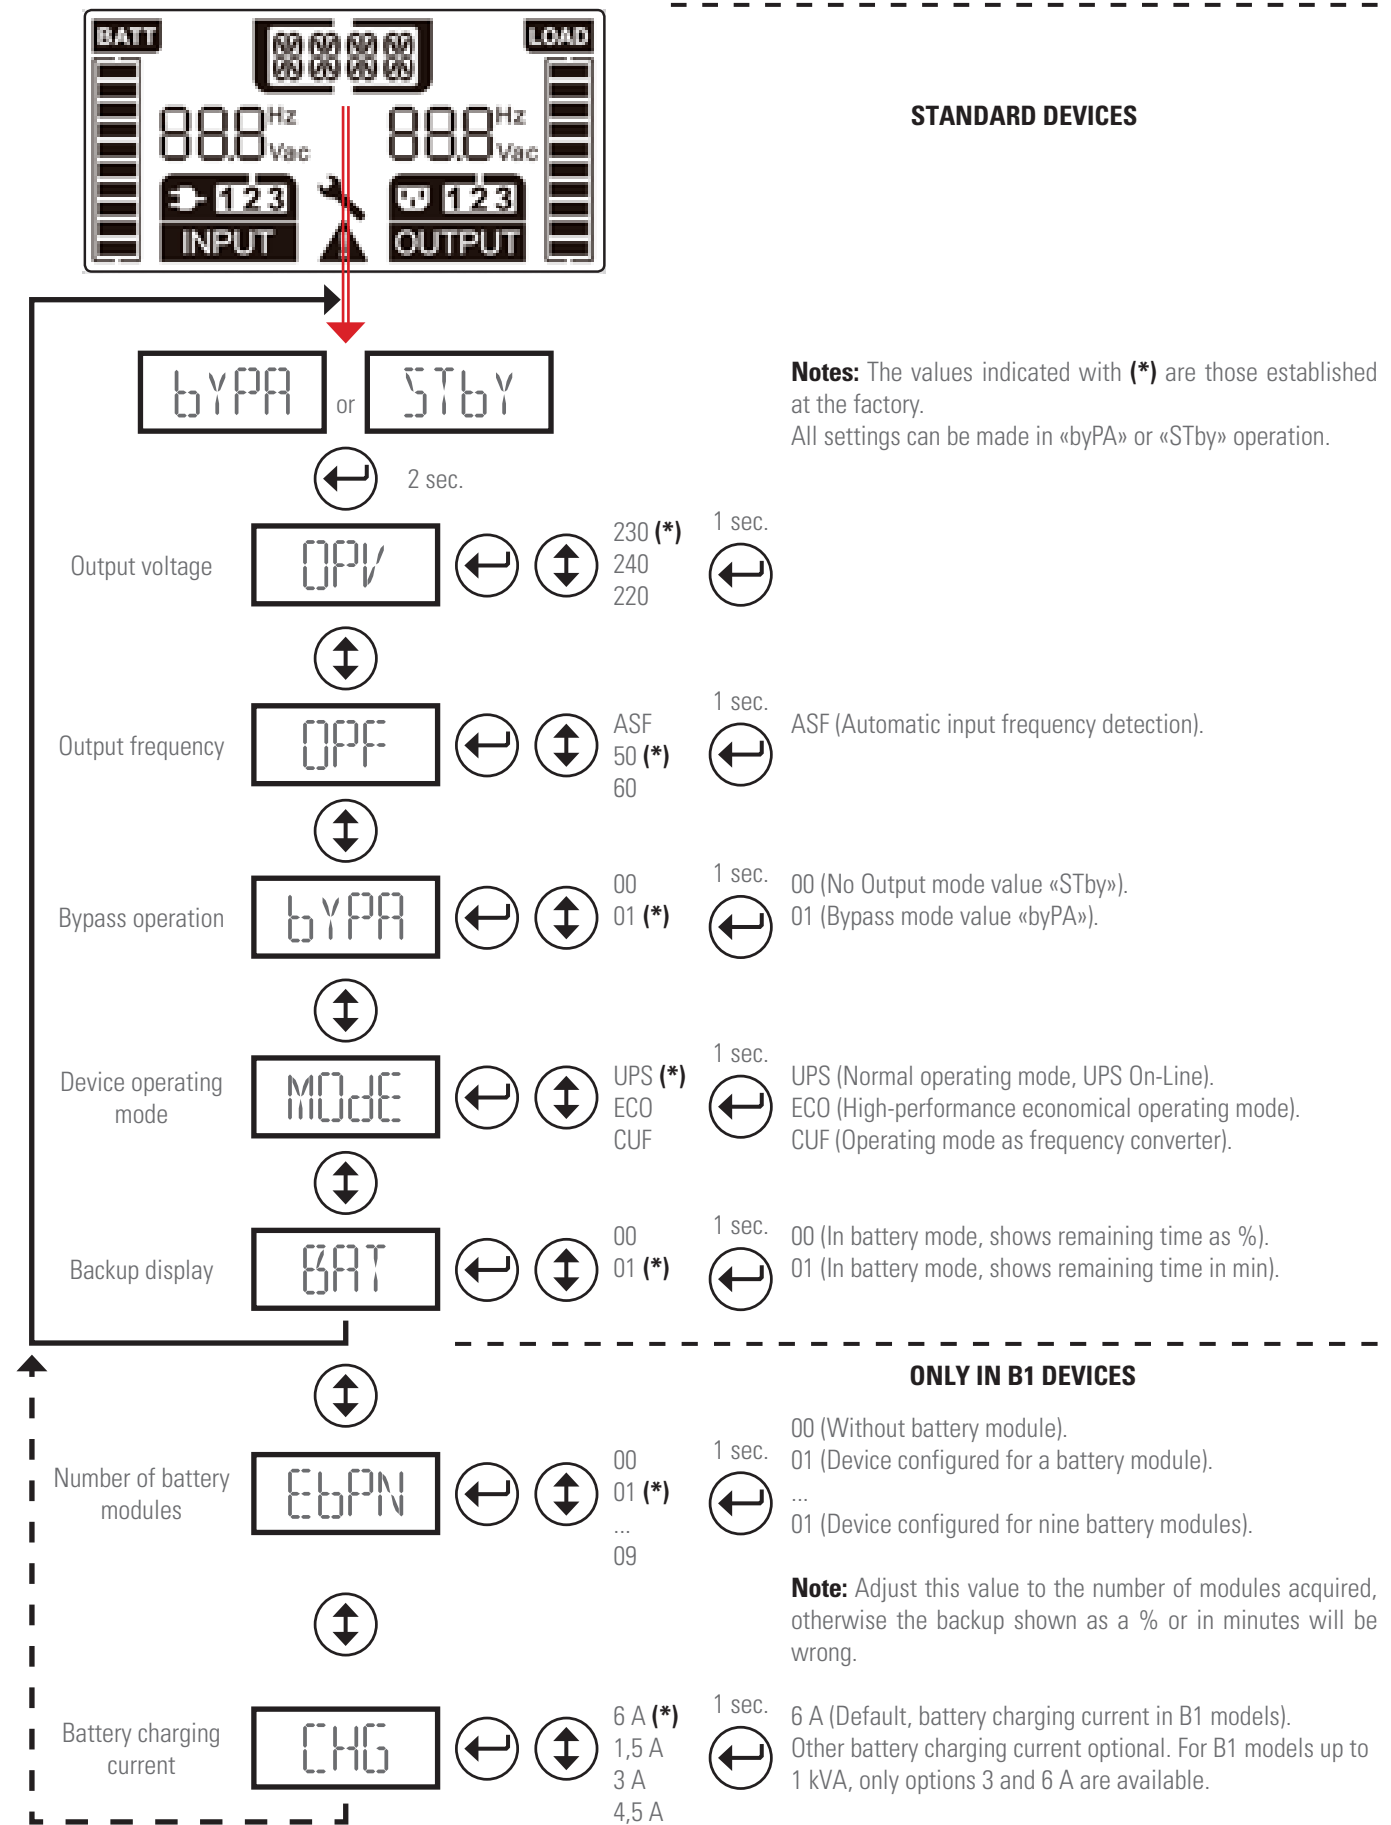 BATT
LOAD
88.8 Hz Vac
88.8 Hz Vac
123
123
INPUT
OUTPUT
STANDARD DEVICES
bYPA or STbY
Notes: The values indicated with (*) are those established
at the factory.
All settings can be made in «byPA» or «STby» operation.
2 sec.
Output voltage
OPV
230 (*)
240
220
1 sec.
Output frequency
OPF
ASF
50 (*)
60
1 sec.
ASF (Automatic input frequency detection).
Bypass operation
bYPA
00
01 (*)
1 sec.
00 (No Output mode value «STby»).
01 (Bypass mode value «byPA»).
Device operating
mode
MOdE
UPS (*)
ECO
CUF
1 sec.
UPS (Normal operating mode, UPS On-Line).
ECO (High-performance economical operating mode).
CUF (Operating mode as frequency converter).
Backup display
BAT
00
01 (*)
1 sec.
00 (In battery mode, shows remaining time as %).
01 (In battery mode, shows remaining time in min).
ONLY IN B1 DEVICES
Number of battery
modules
EbPN
00
01 (*)
...
09
1 sec.
00 (Without battery module).
01 (Device configured for a battery module).
...
01 (Device configured for nine battery modules).
Note: Adjust this value to the number of modules acquired,
otherwise the backup shown as a % or in minutes will be
wrong.
Battery charging
current
CHG
6 A (*)
1,5 A
3 A
4,5 A
1 sec.
6 A (Default, battery charging current in B1 models).
Other battery charging current optional. For B1 models up to
1 kVA, only options 3 and 6 A are available.